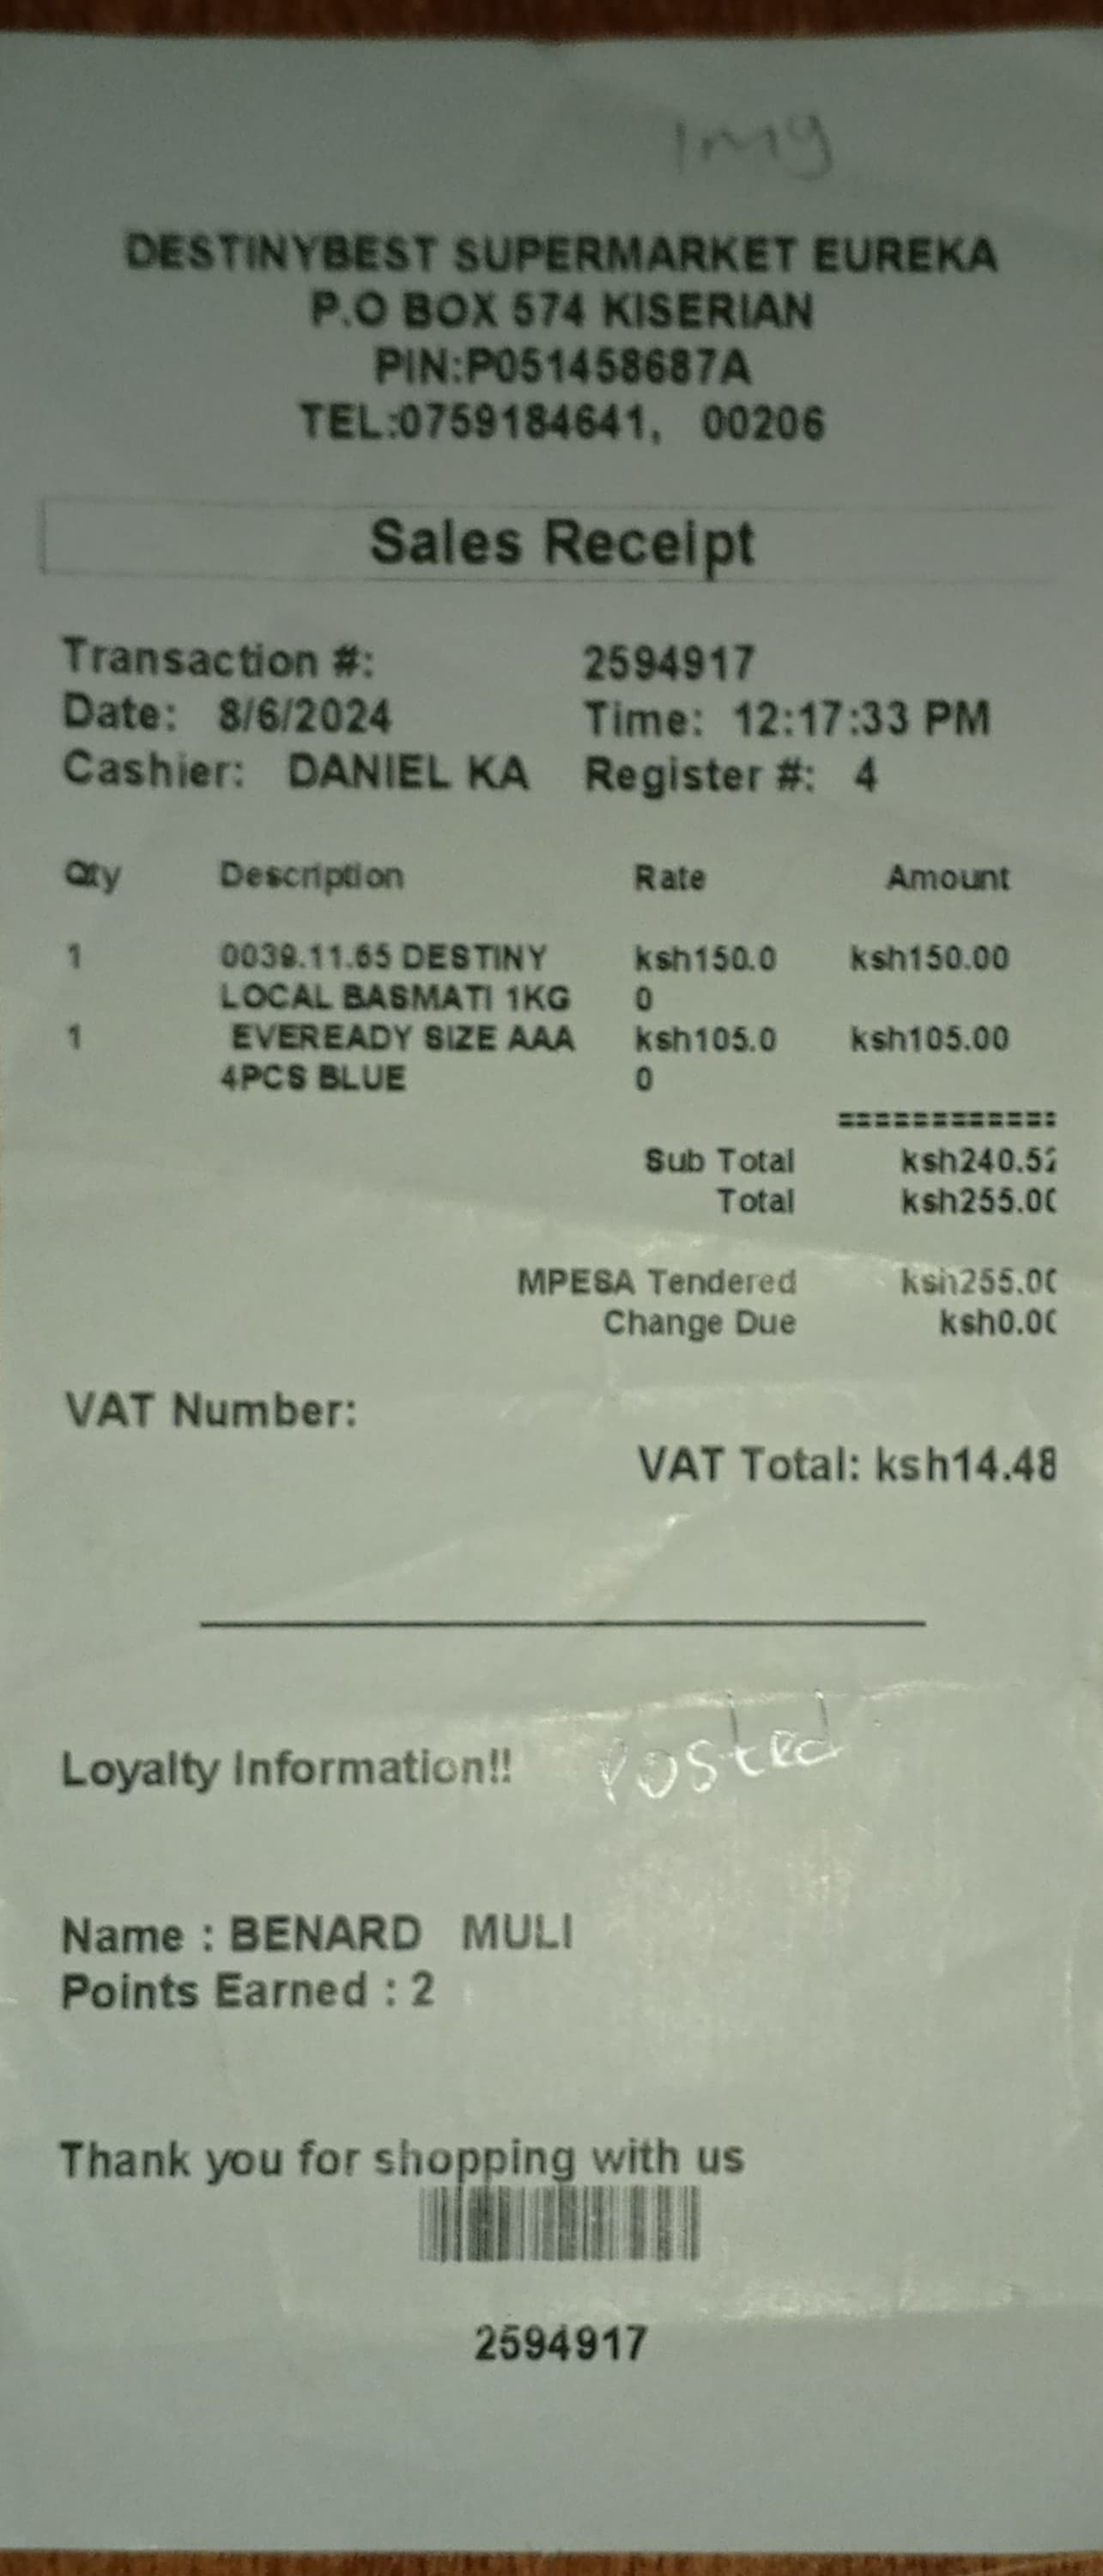 Img
DESTINYBEST SUPERMARKET EUREKA
P.O BOX 574 KISERIAN
PIN:P051458687A
TEL:0759184641, 00206
Sales Receipt
Transaction #: 2594917
Date: 8/6/2024 Time: 12:17:33 PM
Cashier: DANIEL KA Register #: 4
Qty Description Rate Amount
1 0039.11.65 DESTINY ksh150.0 ksh150.00
LOCAL BASMATI 1KG 0
1 EVEREADY SIZE AAA ksh105.0 ksh105.00
4PCS BLUE 0
============
Sub Total ksh240.52
Total ksh255.00
MPESA Tendered ksh255.00
Change Due ksh0.00
VAT Number:
VAT Total: ksh14.48
Loyalty Information!! Posted
Name : BENARD MULI
Points Earned : 2
Thank you for shopping with us
2594917